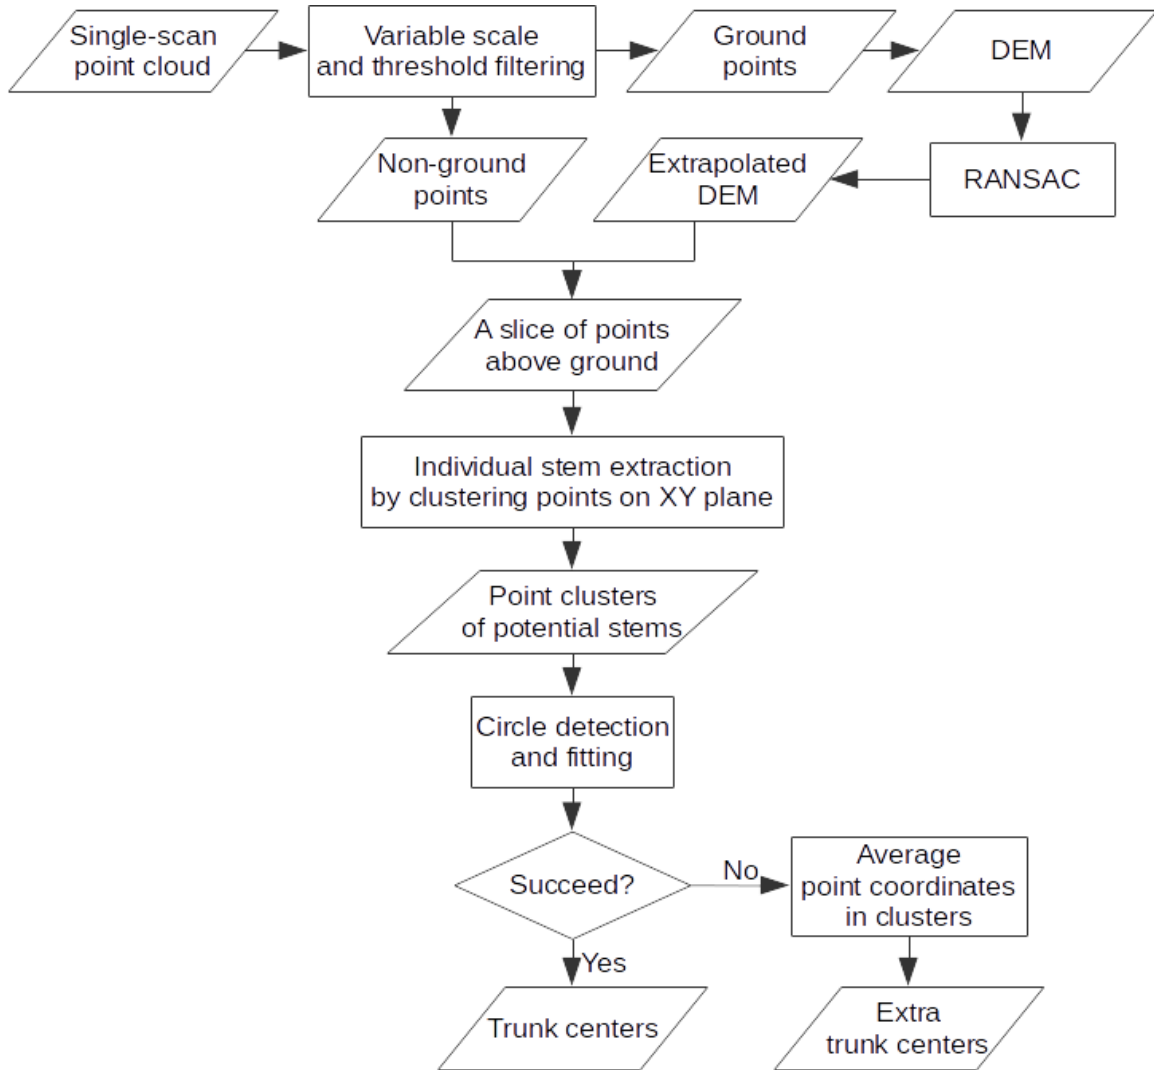 Single-scan
point cloud
Variable scale
and threshold filtering
Ground
points
DEM
Non-ground
points
Extrapolated
DEM
RANSAC
A slice of points
above ground
Individual stem extraction
by clustering points on XY plane
Point clusters
of potential stems
Circle detection
and fitting
Succeed?
No
Average
point coordinates
in clusters
Yes
Trunk centers
Extra
trunk centers